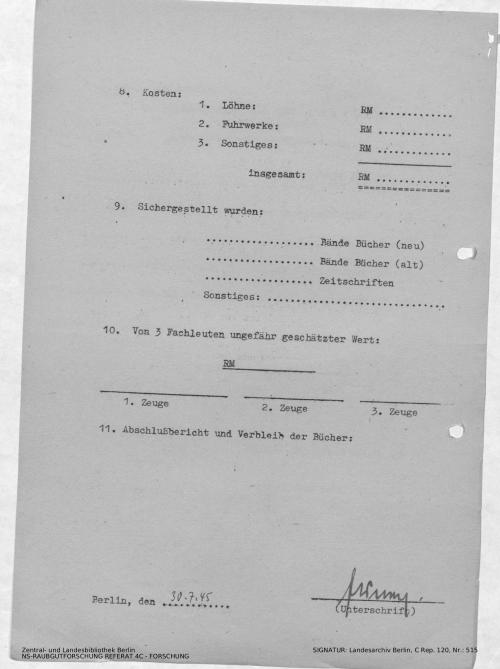 8. Kosten:
1. Löhne: RM .............
2. Fuhrwerke: RM .............
3. Sonstiges: RM .............
insgesamt: RM .............
================
9. Sichergestellt wurden:
................... Bände Bücher (neu)
................... Bände Bücher (alt)
................... Zeitschriften
Sonstiges: ...............................
10. Von 3 Fachleuten ungefähr geschätzter Wert:
RM
1. Zeuge 2. Zeuge 3. Zeuge
11. Abschlußbericht und Verbleib der Bücher:
Berlin, den 30.7.45
(Unterschrift)
Zentral- und Landesbibliothek Berlin
NS-RAUBGUTFORSCHUNG REFERAT 4C - FORSCHUNG
SIGNATUR: Landesarchiv Berlin, C Rep. 120, Nr.: 515